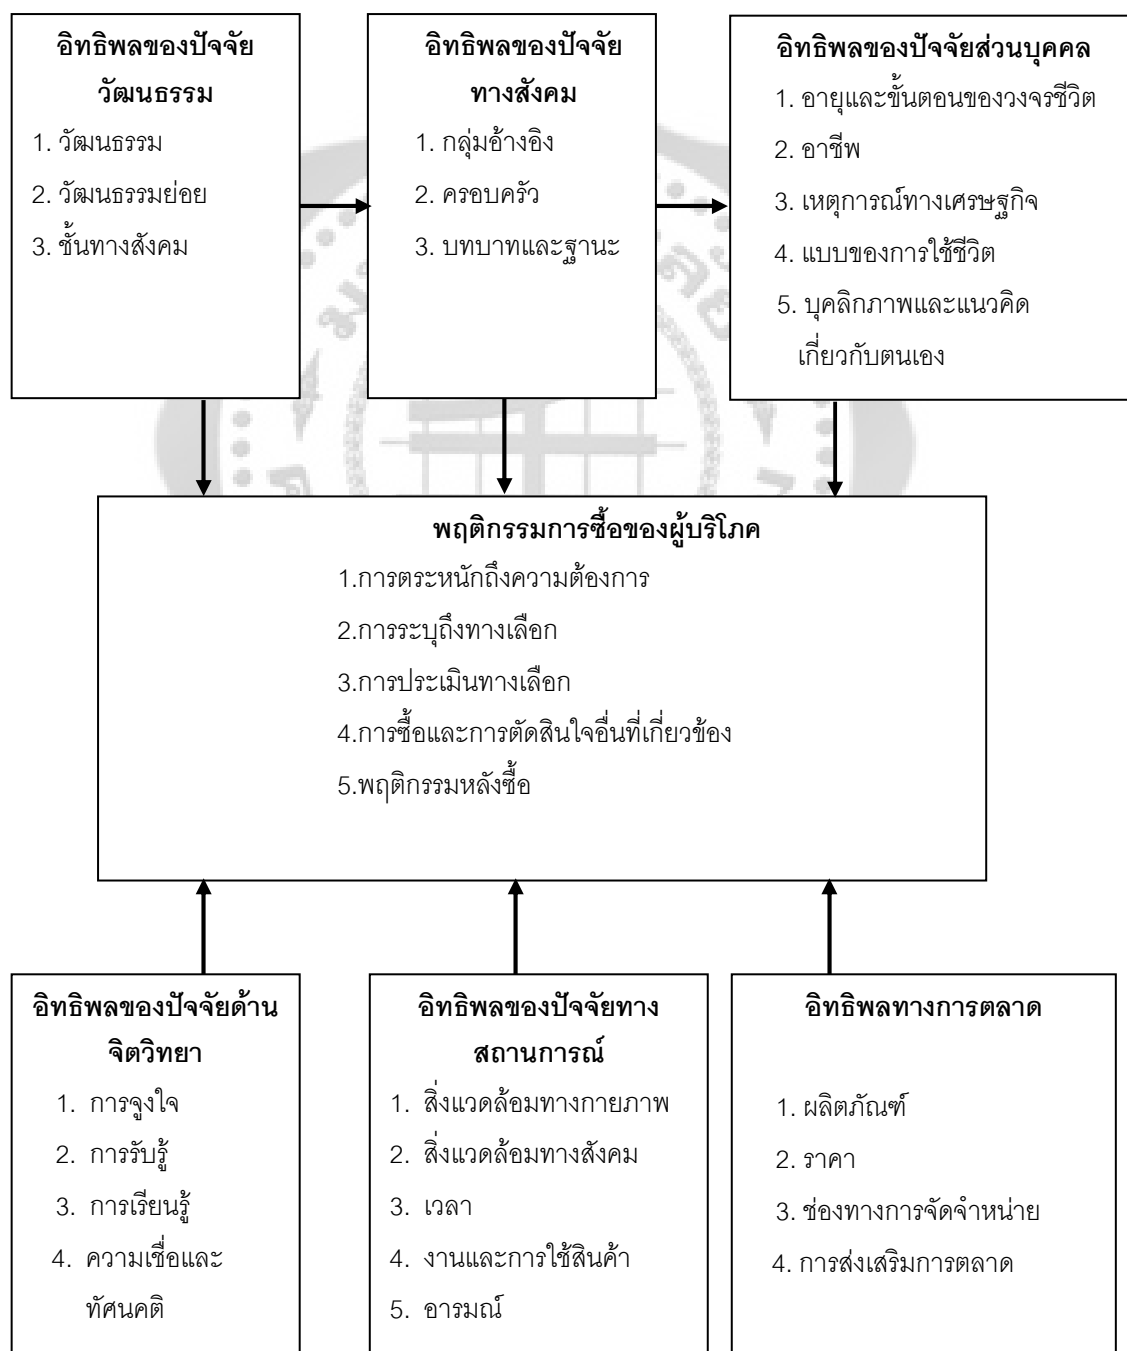 อิทธิพลของปัจจัย
วัฒนธรรม
1. วัฒนธรรม
2. วัฒนธรรมย่อย
3. ชั้นทางสังคม
อิทธิพลของปัจจัย
ทางสังคม
1. กลุ่มอ้างอิง
2. ครอบครัว
3. บทบาทและฐานะ
อิทธิพลของปัจจัยส่วนบุคคล
1. อายุและขั้นตอนของวงจรชีวิต
2. อาชีพ
3. เหตุการณ์ทางเศรษฐกิจ
4. แบบของการใช้ชีวิต
5. บุคลิกภาพและแนวคิด
เกี่ยวกับตนเอง
พฤติกรรมการซื้อของผู้บริโภค
1.การตระหนักถึงความต้องการ
2.การระบุถึงทางเลือก
3.การประเมินทางเลือก
4.การซื้อและการตัดสินใจอื่นที่เกี่ยวข้อง
5.พฤติกรรมหลังซื้อ
อิทธิพลของปัจจัยด้าน
จิตวิทยา
1. การจูงใจ
2. การรับรู้
3. การเรียนรู้
4. ความเชื่อและ
ทัศนคติ
อิทธิพลของปัจจัยทาง
สถานการณ์
1. สิ่งแวดล้อมทางกายภาพ
2. สิ่งแวดล้อมทางสังคม
3. เวลา
4. งานและการใช้สินค้า
5. อารมณ์
อิทธิพลทางการตลาด
1. ผลิตภัณฑ์
2. ราคา
3. ช่องทางการจัดจำหน่าย
4. การส่งเสริมการตลาด